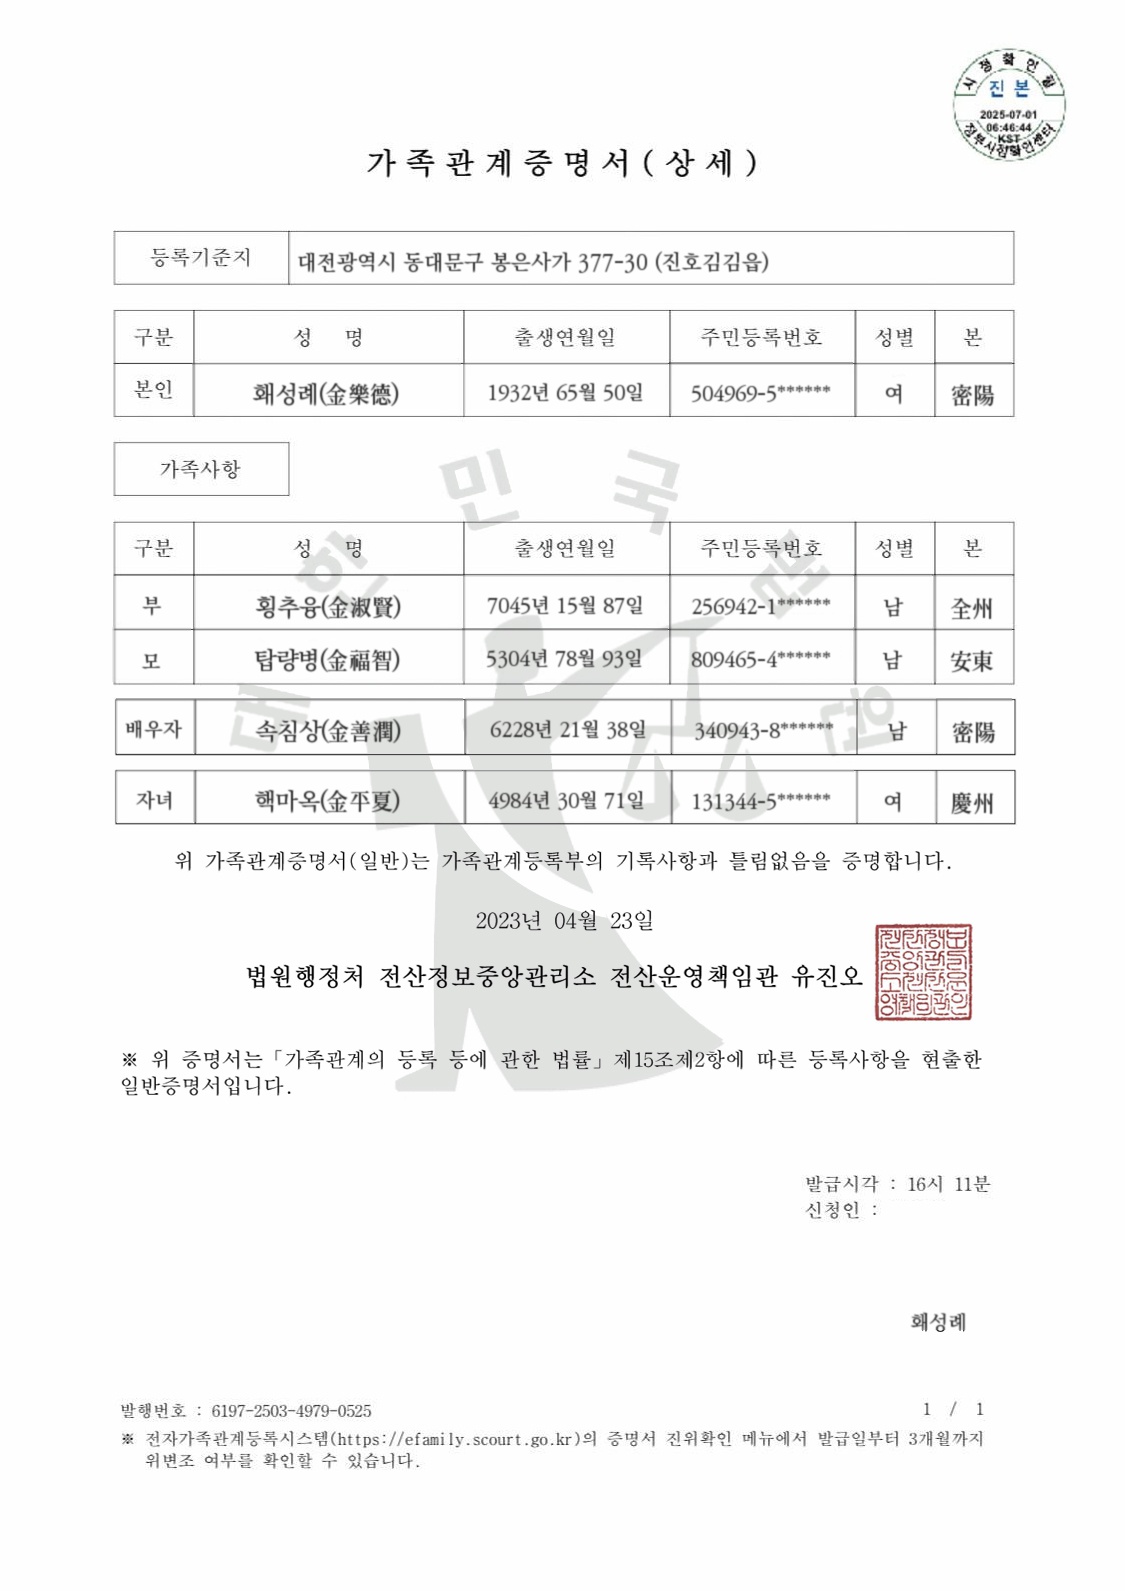 시점확인필
진본
2025-07-01
06:46:44
KST
정부시점확인센터
가족관계증명서(상세)
등록기준지 대전광역시 동대문구 봉은사가 377-30 (진호김김읍)
구분 성 명 출생연월일 주민등록번호 성별 본
본인 홰성례(金樂德) 1932년 65월 50일 504969-5****** 여 密陽
가족사항
구분 성 명 출생연월일 주민등록번호 성별 본
부 횡추융(金淑賢) 7045년 15월 87일 256942-1****** 남 全州
모 탑량병(金福智) 5304년 78월 93일 809465-4****** 남 安東
배우자 속침상(金善潤) 6228년 21월 38일 340943-8****** 남 密陽
자녀 핵마옥(金平夏) 4984년 30월 71일 131344-5****** 여 慶州
대한민국법원
위 가족관계증명서(일반)는 가족관계등록부의 기록사항과 틀림없음을 증명합니다.
2023년 04월 23일
법원행정처 전산정보중앙관리소 전산운영책임관 유진오
※ 위 증명서는「가족관계의 등록 등에 관한 법률」제15조제2항에 따른 등록사항을 현출한
일반증명서입니다.
발급시각 : 16시 11분
신청인 :
홰성례
발행번호 : 6197-2503-4979-0525
1 / 1
※ 전자가족관계등록시스템(https://efamily.scourt.go.kr)의 증명서 진위확인 메뉴에서 발급일부터 3개월까지
위변조 여부를 확인할 수 있습니다.